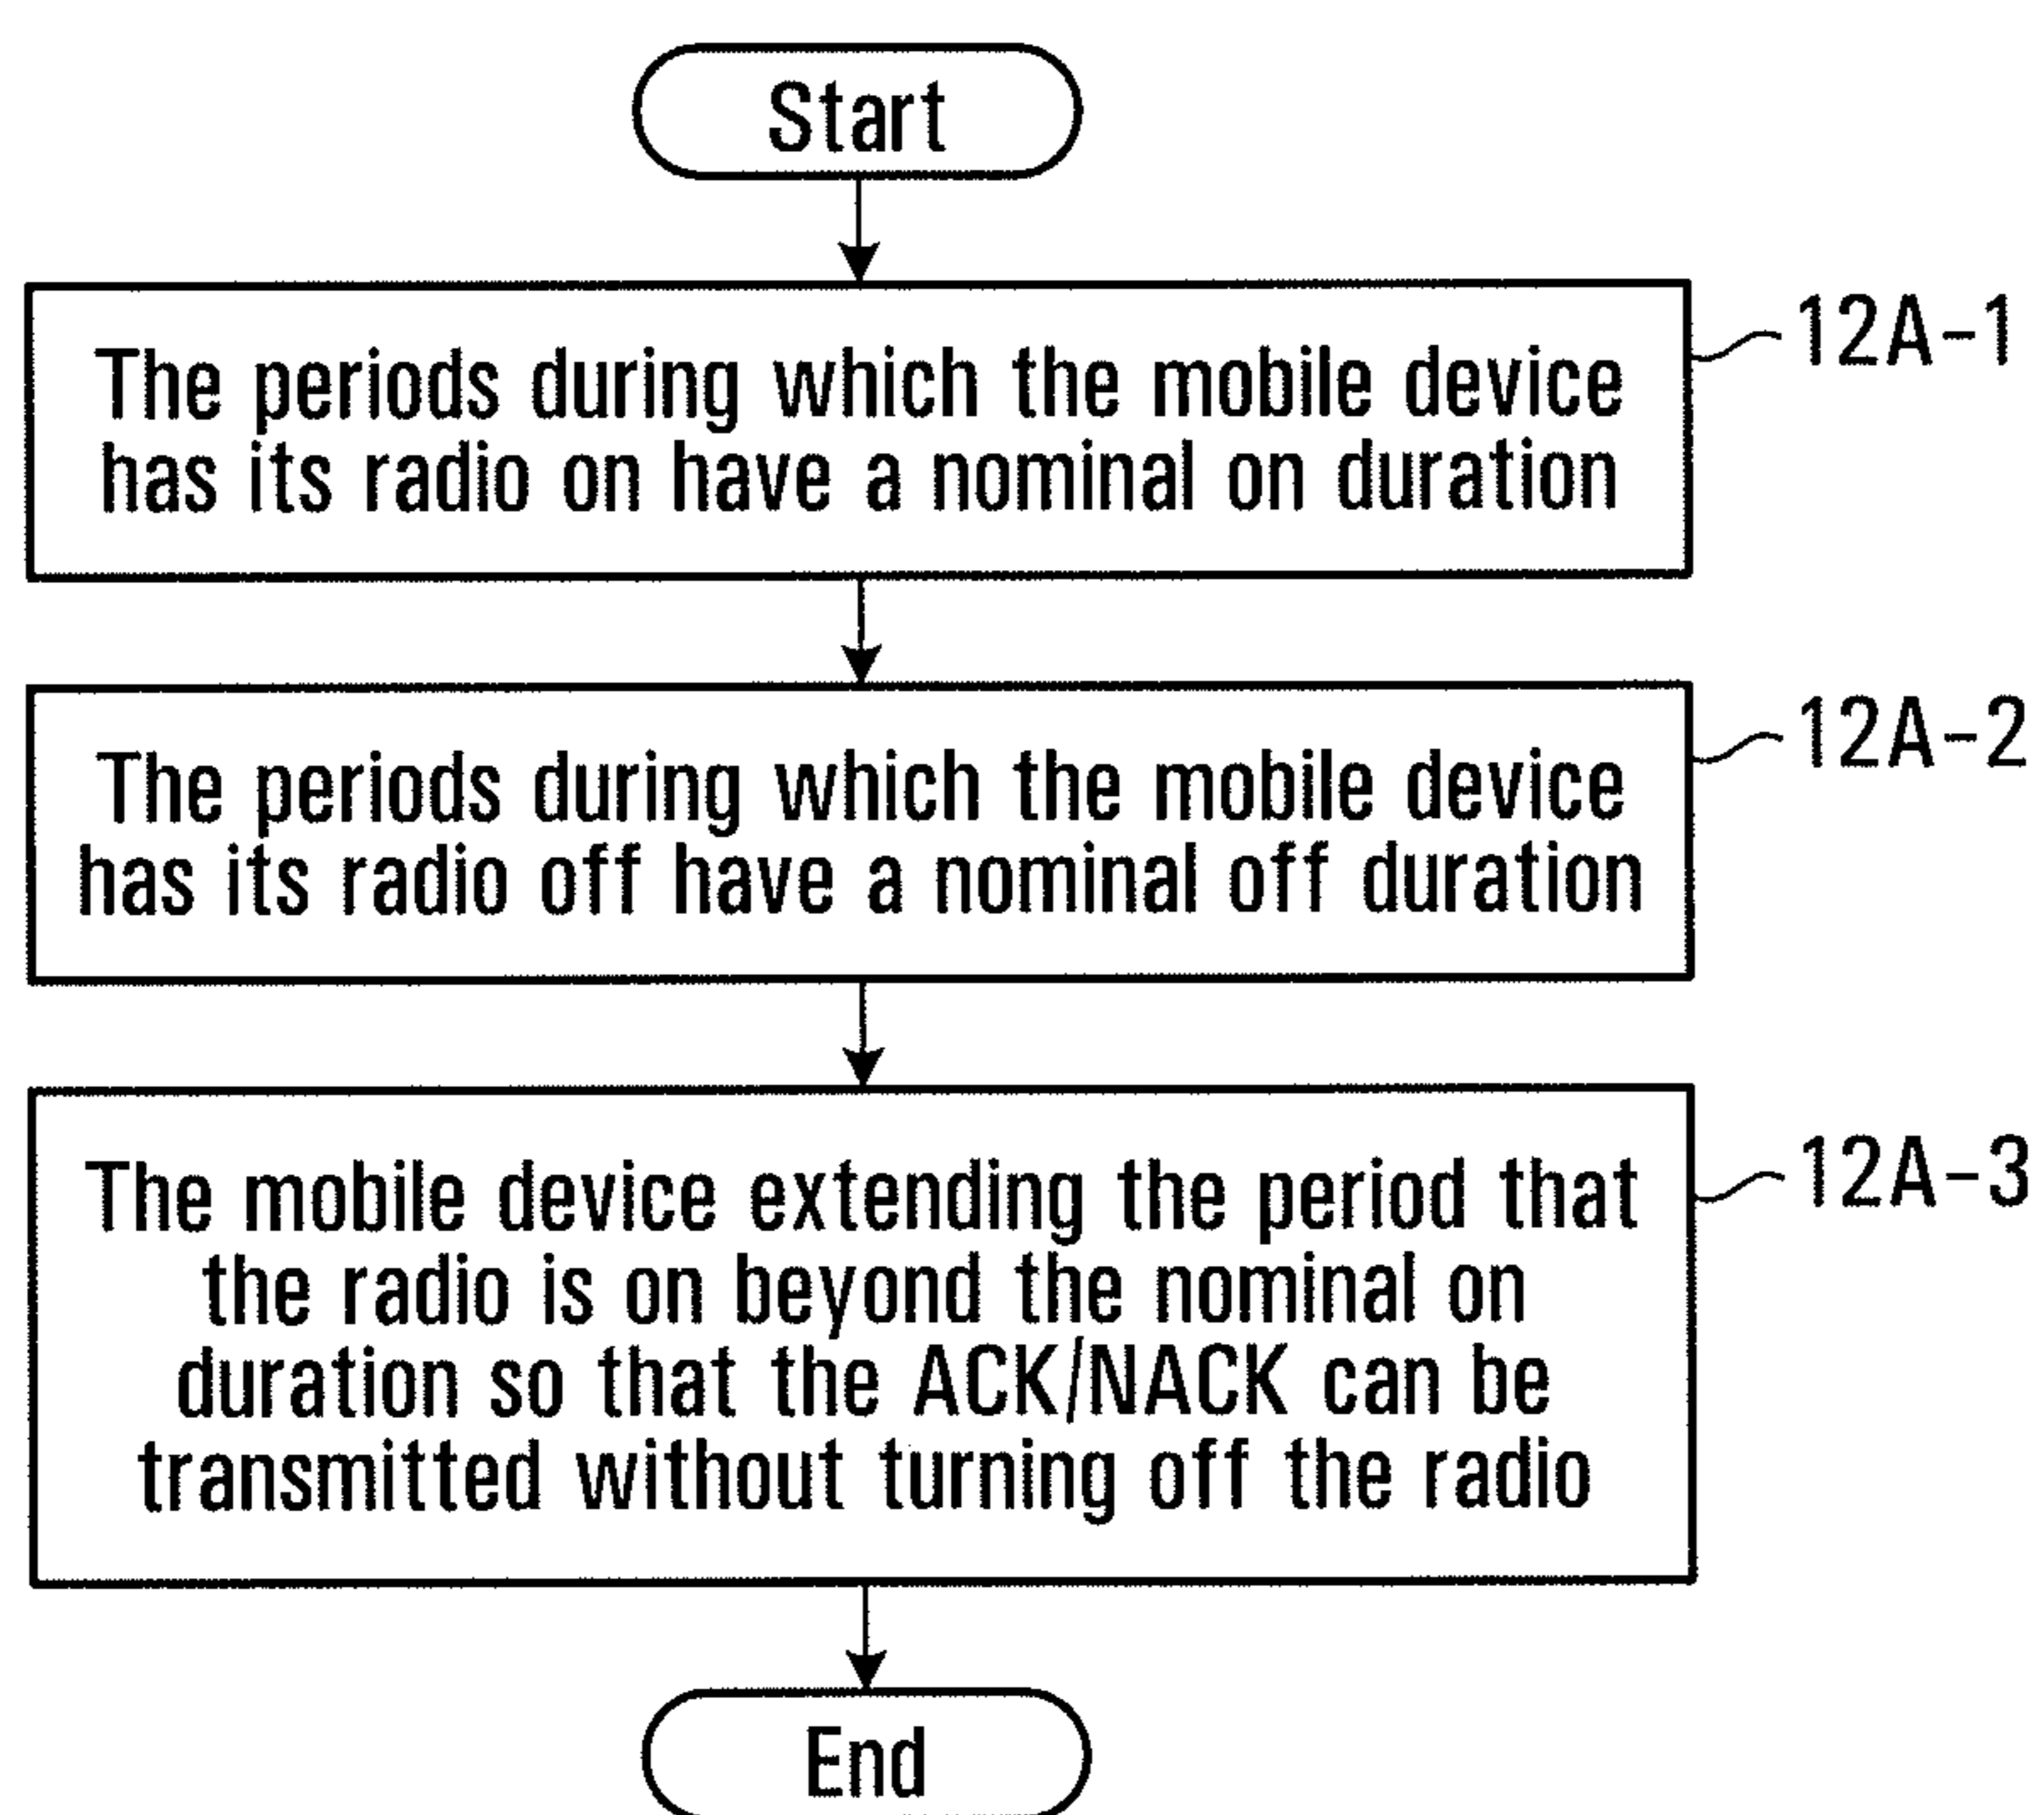 Start
12A-1
The periods during which the mobile device
has its radio on have a nominal on duration
12A-2
The periods during which the mobile device
has its radio off have a nominal off duration
12A-3
The mobile device extending the period that
the radio is on beyond the nominal on
duration so that the ACK/NACK can be
transmitted without turning off the radio
End